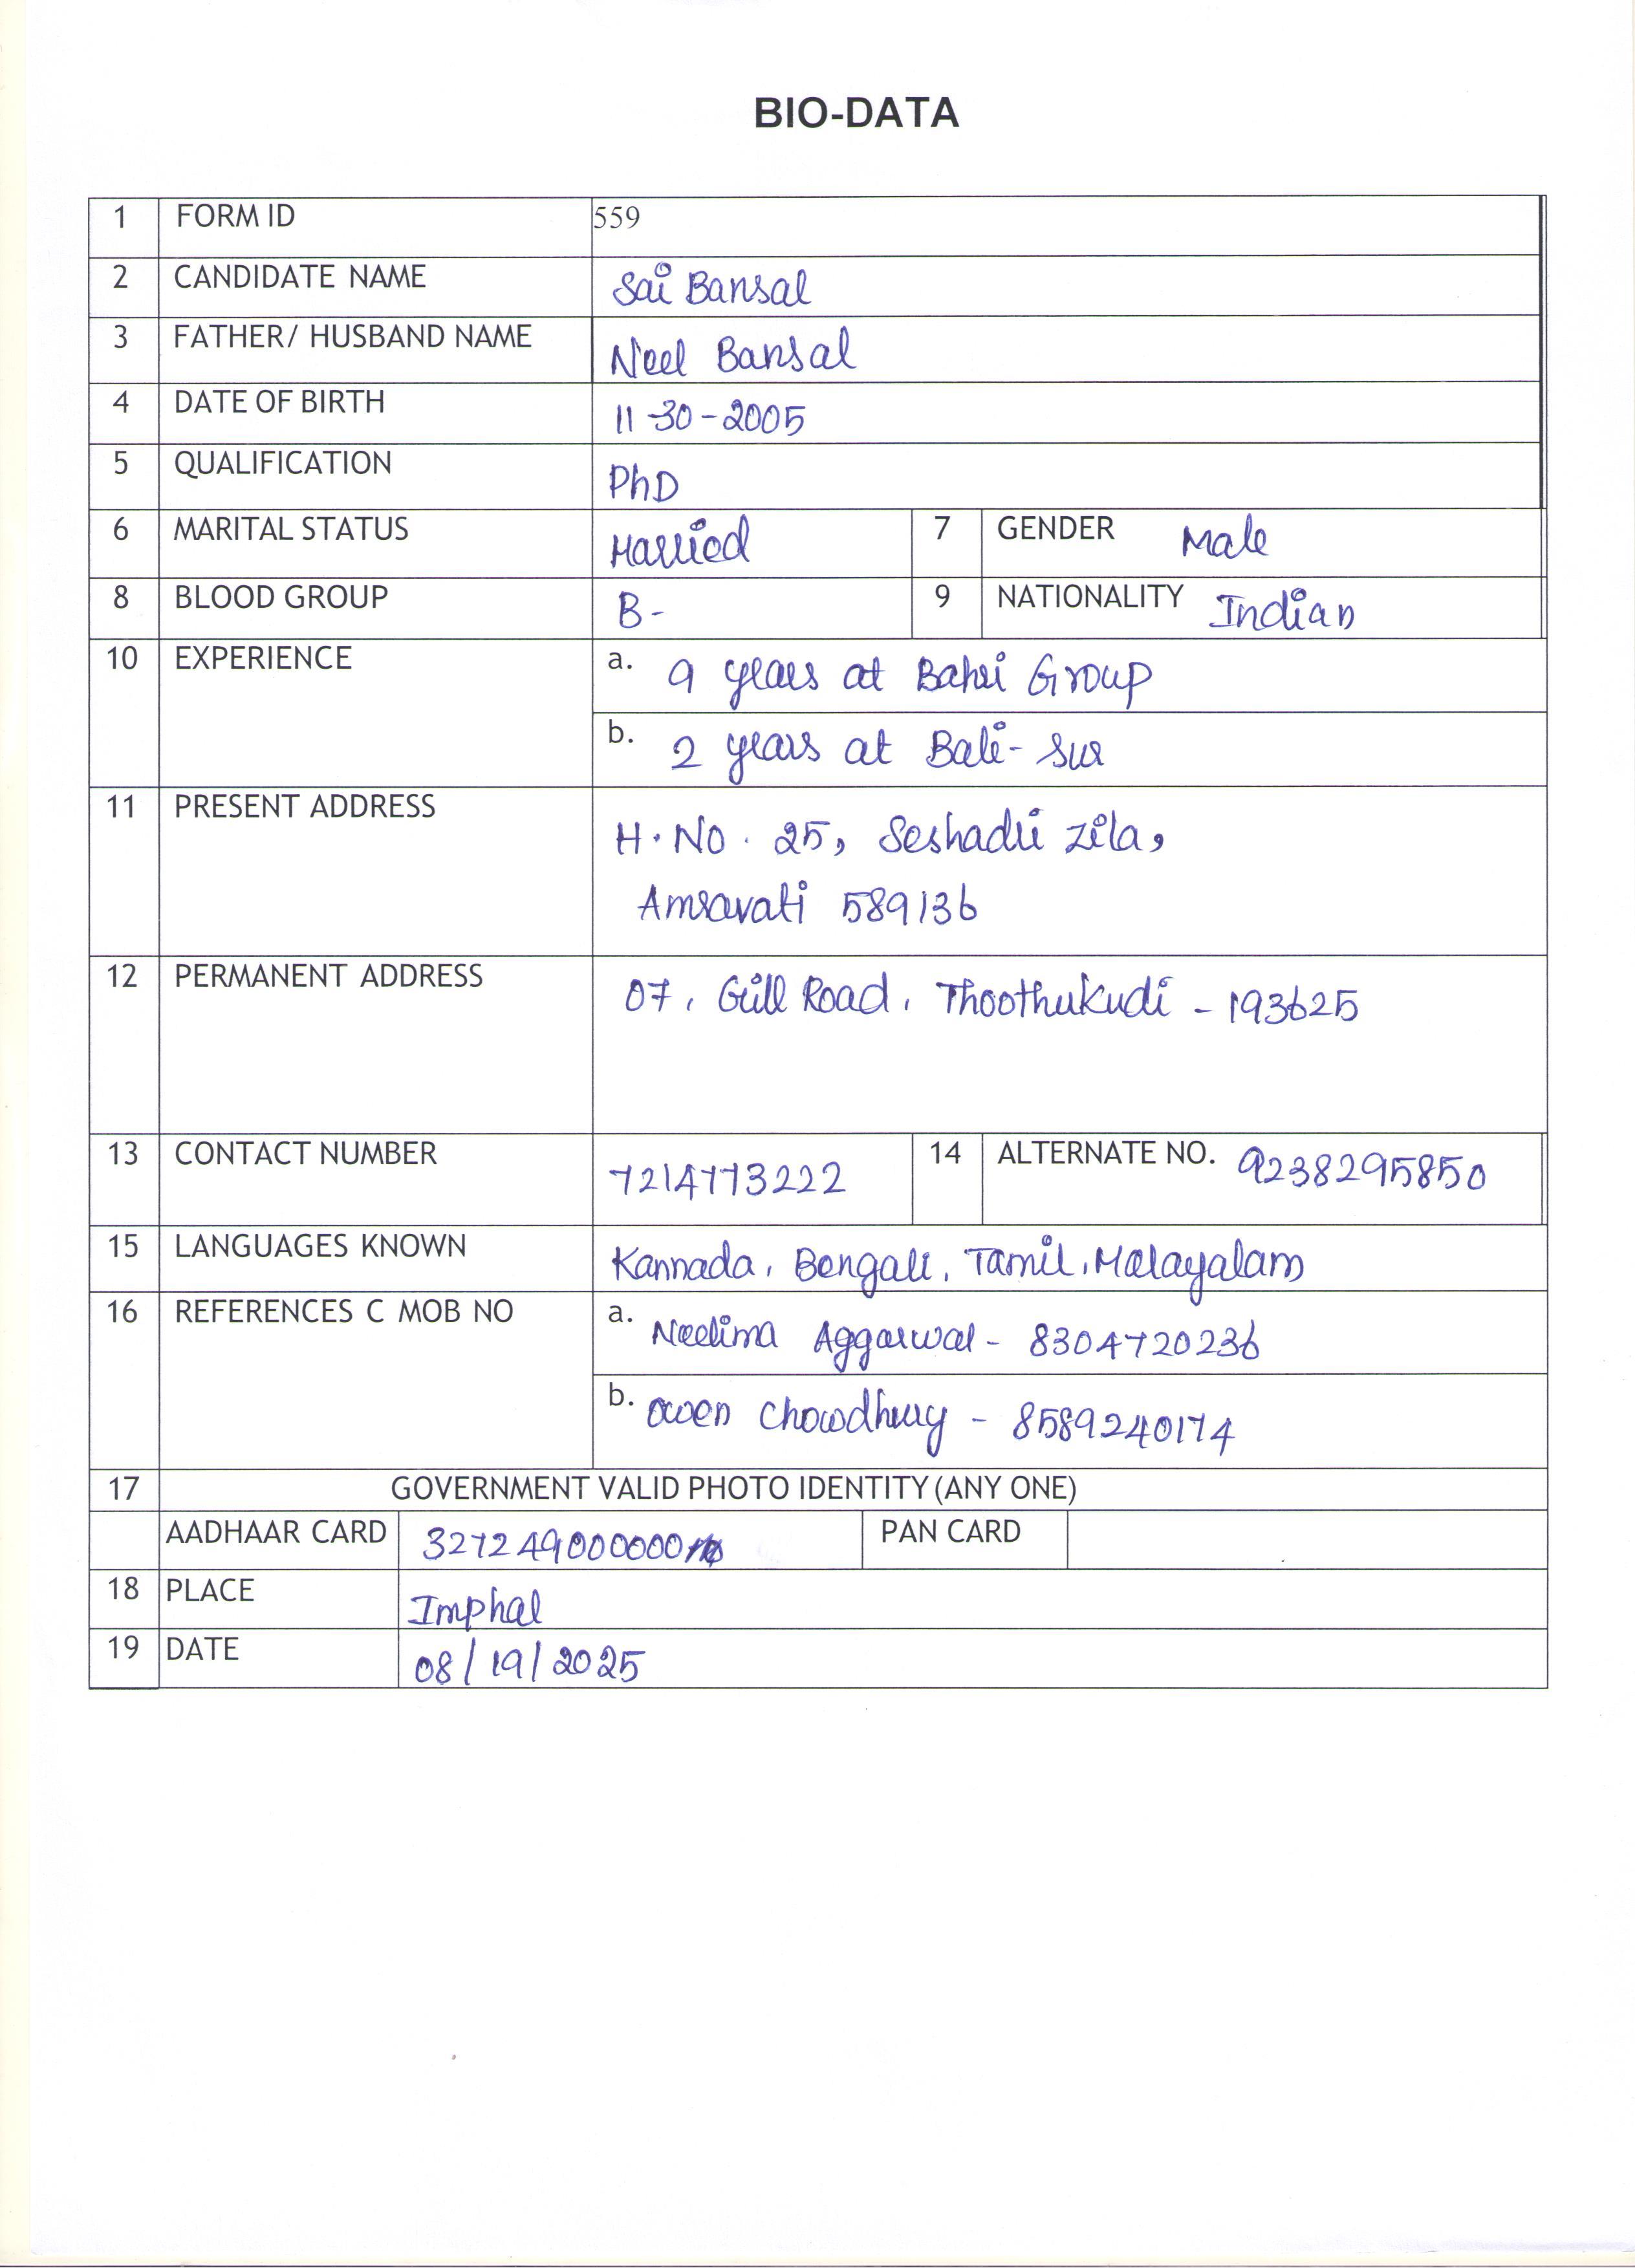 BIO-DATA
1 FORM ID 559
2 CANDIDATE NAME Sai Bansal
3 FATHER/ HUSBAND NAME Neel Bansal
4 DATE OF BIRTH 11-30-2005
5 QUALIFICATION PhD
6 MARITAL STATUS Married 7 GENDER Male
8 BLOOD GROUP B- 9 NATIONALITY Indian
10 EXPERIENCE a. 9 years at Bahri Group
b. 2 years at Bali-Sur
11 PRESENT ADDRESS H.No. 25, Seshadri Zila,
Amravati 589136
12 PERMANENT ADDRESS 07, Gill Road, Thoothukudi - 193625
13 CONTACT NUMBER 7214773222 14 ALTERNATE NO. 9238295850
15 LANGUAGES KNOWN Kannada, Bengali, Tamil, Malayalam
16 REFERENCES C MOB NO a. Neelima Aggarwal - 8304720236
b. Owen Chowdhury - 8589240174
17 GOVERNMENT VALID PHOTO IDENTITY (ANY ONE)
AADHAAR CARD 327249000000 PAN CARD
18 PLACE Imphal
19 DATE 08/19/2025